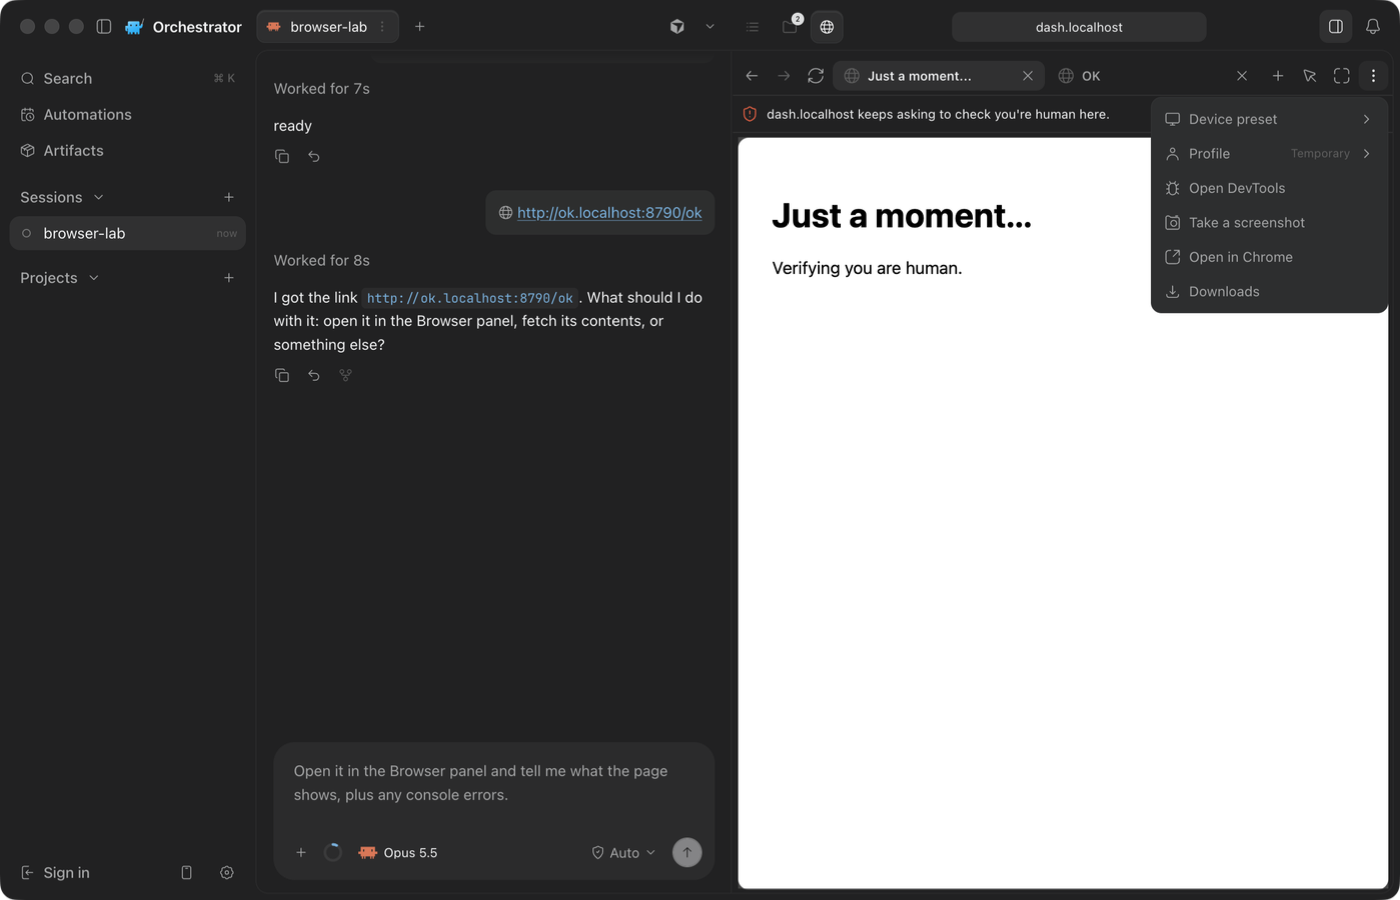 Orchestrator
browser-lab
2
dash.localhost
Search
⌘ K
Automations
Artifacts
Sessions
browser-lab
now
Projects
Sign in
Worked for 7s
ready
http://ok.localhost:8790/ok
Worked for 8s
I got the link http://ok.localhost:8790/ok. What should I do
with it: open it in the Browser panel, fetch its contents, or
something else?
Open it in the Browser panel and tell me what the page
shows, plus any console errors.
Opus 5.5
Auto
Just a moment...
OK
dash.localhost keeps asking to check you're human here.
Device preset
Profile
Temporary
Open DevTools
Take a screenshot
Open in Chrome
Downloads
Just a moment...
Verifying you are human.